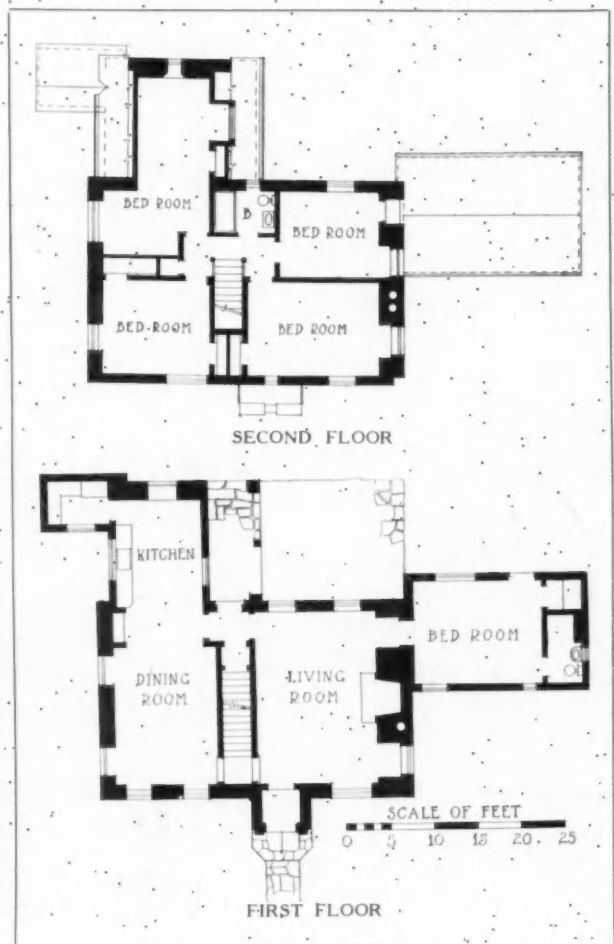 BED ROOM
B
BED ROOM
BED-ROOM
BED ROOM
SECOND FLOOR
KITCHEN
BED ROOM
DINING
ROOM
LIVING
ROOM
SCALE OF FEET
0 5 10 15 20 25
FIRST FLOOR